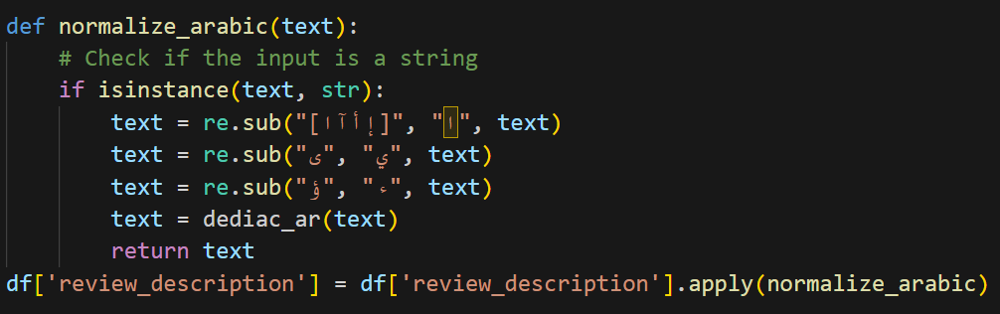 def normalize_arabic(text):
# Check if the input is a string
if isinstance(text, str):
text = re.sub("[إأآا]", "ا", text)
text = re.sub("ى", "ي", text)
text = re.sub("ؤ", "ء", text)
text = dediac_ar(text)
return text
df['review_description'] = df['review_description'].apply(normalize_arabic)